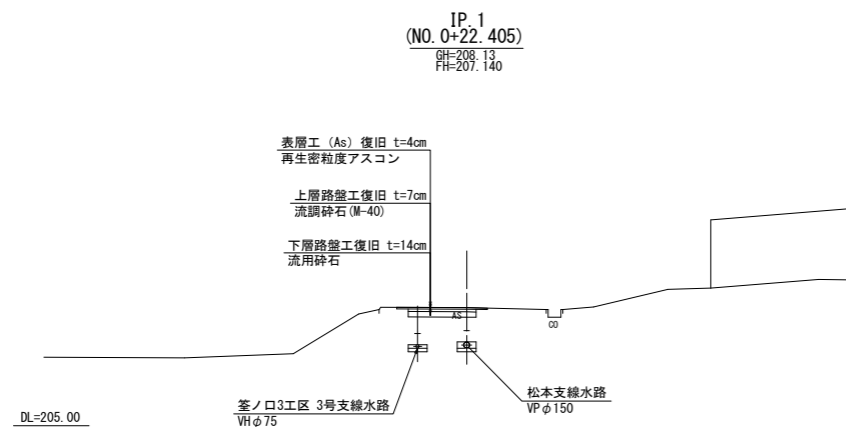 IP.1
(NO.0+22.405)
GH=208.13
FH=207.140
表層工（As）復旧 t=4cm
再生密粒度アスコン
上層路盤工復旧 t=7cm
流調砕石(M-40)
下層路盤工復旧 t=14cm
流用砕石
AS
CO
筌ノ口3工区 3号支線水路
VHφ75
松本支線水路
VPφ150
DL=205.00